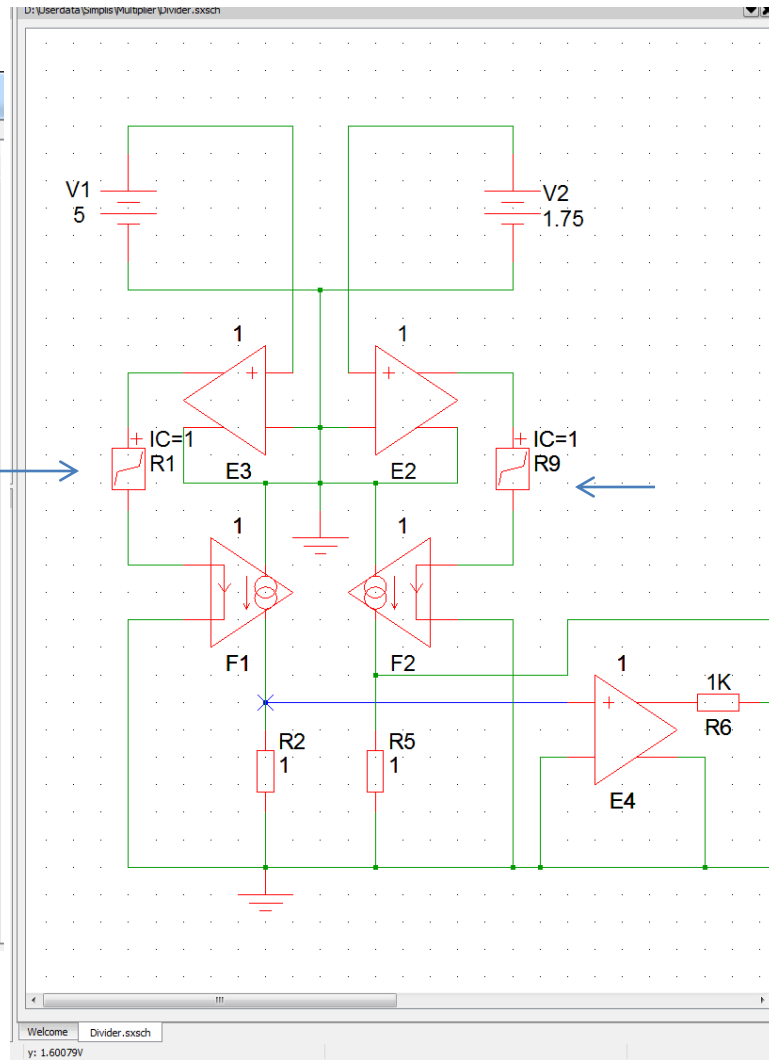 D:\Userdata\Simplis\Multiplier\Divider.sxsch
V1
5
V2
1.75
1
1
+
+
+ IC=1
R1
+ IC=1
R9
E3
E2
1
1
F1
F2
1
1K
+
R6
R2
1
R5
1
E4
Welcome
Divider.sxsch
y: 1.60079V